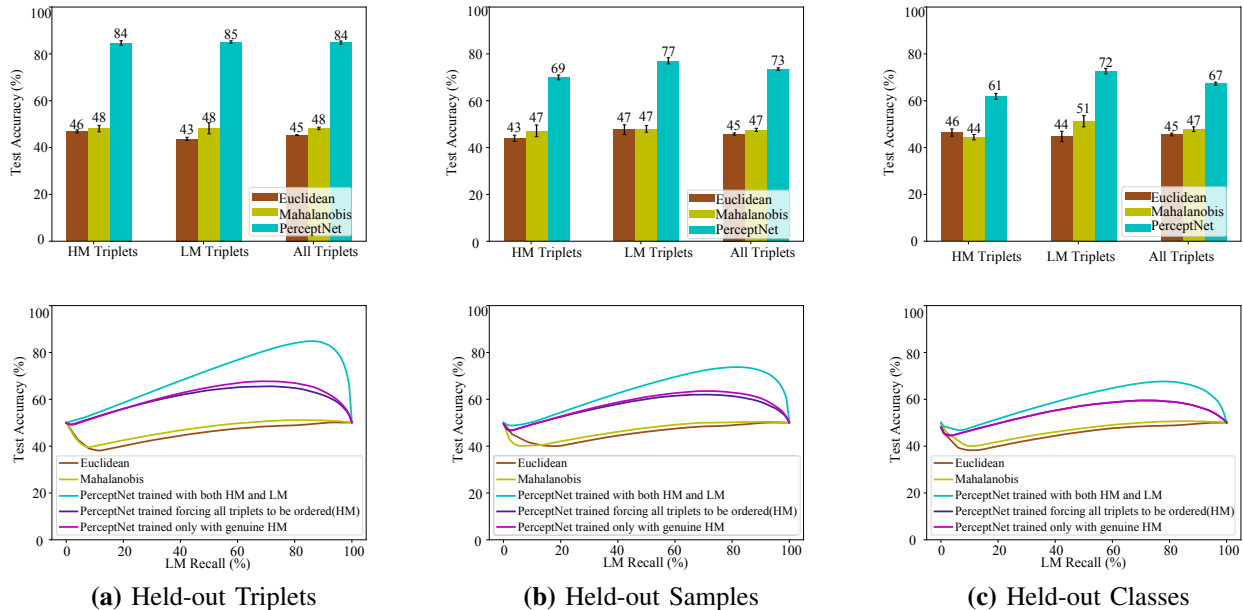 100
80
60
40
20
0
Test Accuracy (%)
46
48
84
43
48
85
45
48
84
Euclidean
Mahalanobis
PerceptNet
HM Triplets
LM Triplets
All Triplets
100
80
60
40
20
0
Test Accuracy (%)
43
47
69
47
47
77
45
47
73
Euclidean
Mahalanobis
PerceptNet
HM Triplets
LM Triplets
All Triplets
100
80
60
40
20
0
Test Accuracy (%)
46
44
61
44
51
72
45
47
67
Euclidean
Mahalanobis
PerceptNet
HM Triplets
LM Triplets
All Triplets
100
80
60
40
20
0
Test Accuracy (%)
Euclidean
Mahalanobis
PerceptNet trained with both HM and LM
PerceptNet trained forcing all triplets to be ordered(HM)
PerceptNet trained only with genuine HM
0 20 40 60 80 100
LM Recall (%)
(a) Held-out Triplets
100
80
60
40
20
0
Test Accuracy (%)
Euclidean
Mahalanobis
PerceptNet trained with both HM and LM
PerceptNet trained forcing all triplets to be ordered(HM)
PerceptNet trained only with genuine HM
0 20 40 60 80 100
LM Recall (%)
(b) Held-out Samples
100
80
60
40
20
0
Test Accuracy (%)
Euclidean
Mahalanobis
PerceptNet trained with both HM and LM
PerceptNet trained forcing all triplets to be ordered(HM)
PerceptNet trained only with genuine HM
0 20 40 60 80 100
LM Recall (%)
(c) Held-out Classes